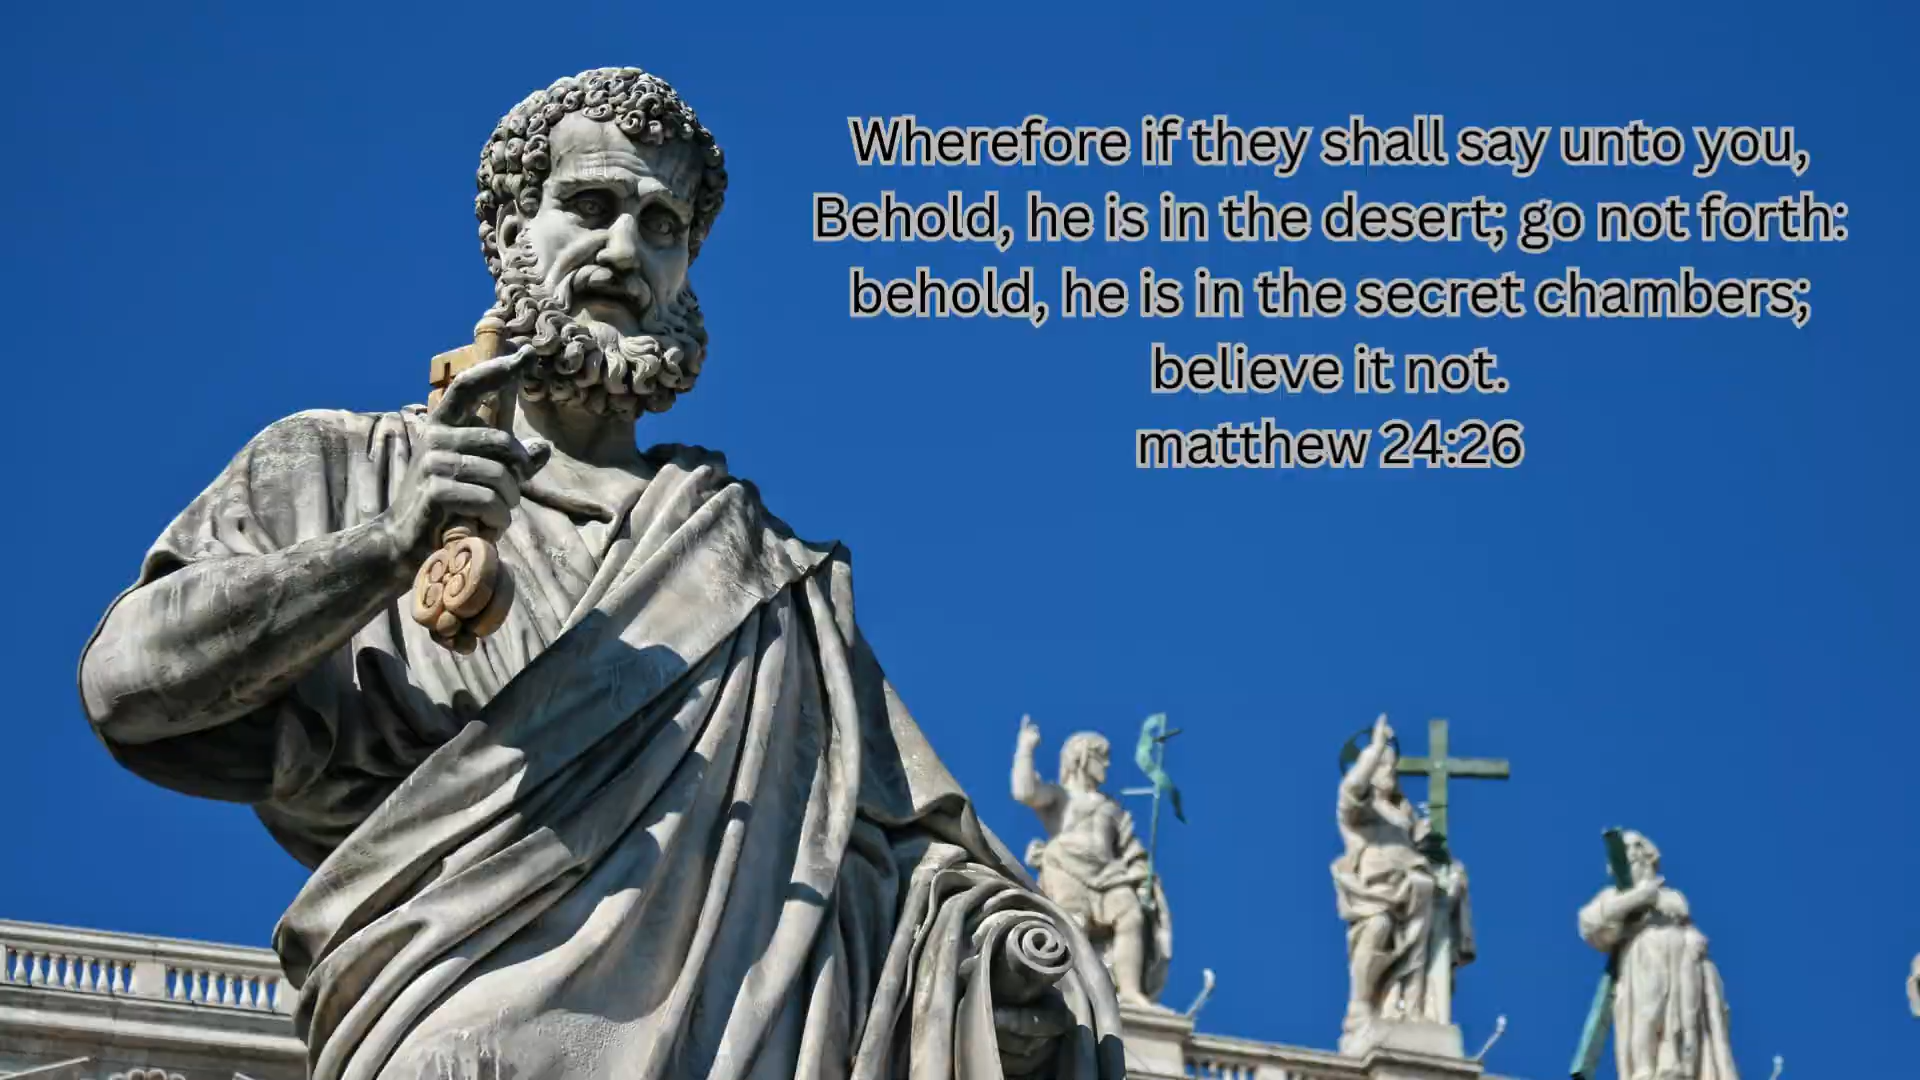 Wherefore if they shall say unto you,
Behold, he is in the desert; go not forth:
behold, he is in the secret chambers;
believe it not.
matthew 24:26